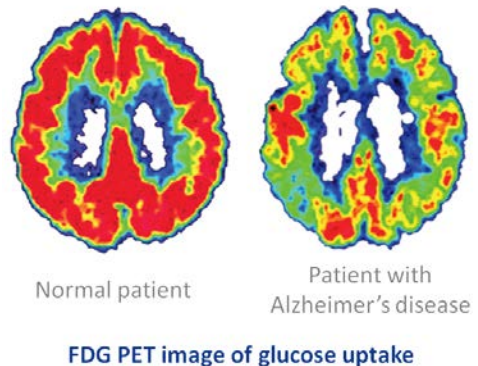 Normal patient
Patient with
Alzheimer’s disease
FDG PET image of glucose uptake